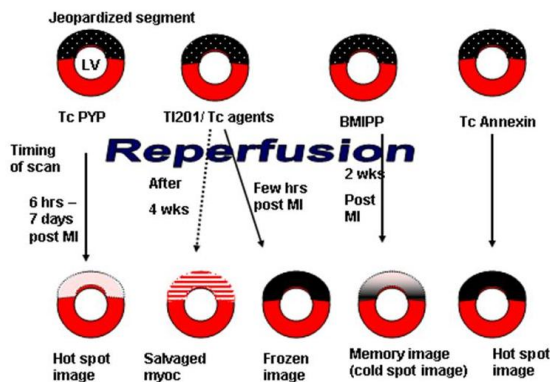 Jeopardized segment
LV
Tc PYP
Tl201/ Tc agents
BMIPP
Tc Annexin
Reperfusion
Timing
of scan
6 hrs –
7 days
post MI
After
4 wks
Few hrs
post MI
2 wks
Post
MI
Hot spot
image
Salvaged
myoc
Frozen
image
Memory image
(cold spot image)
Hot spot
image